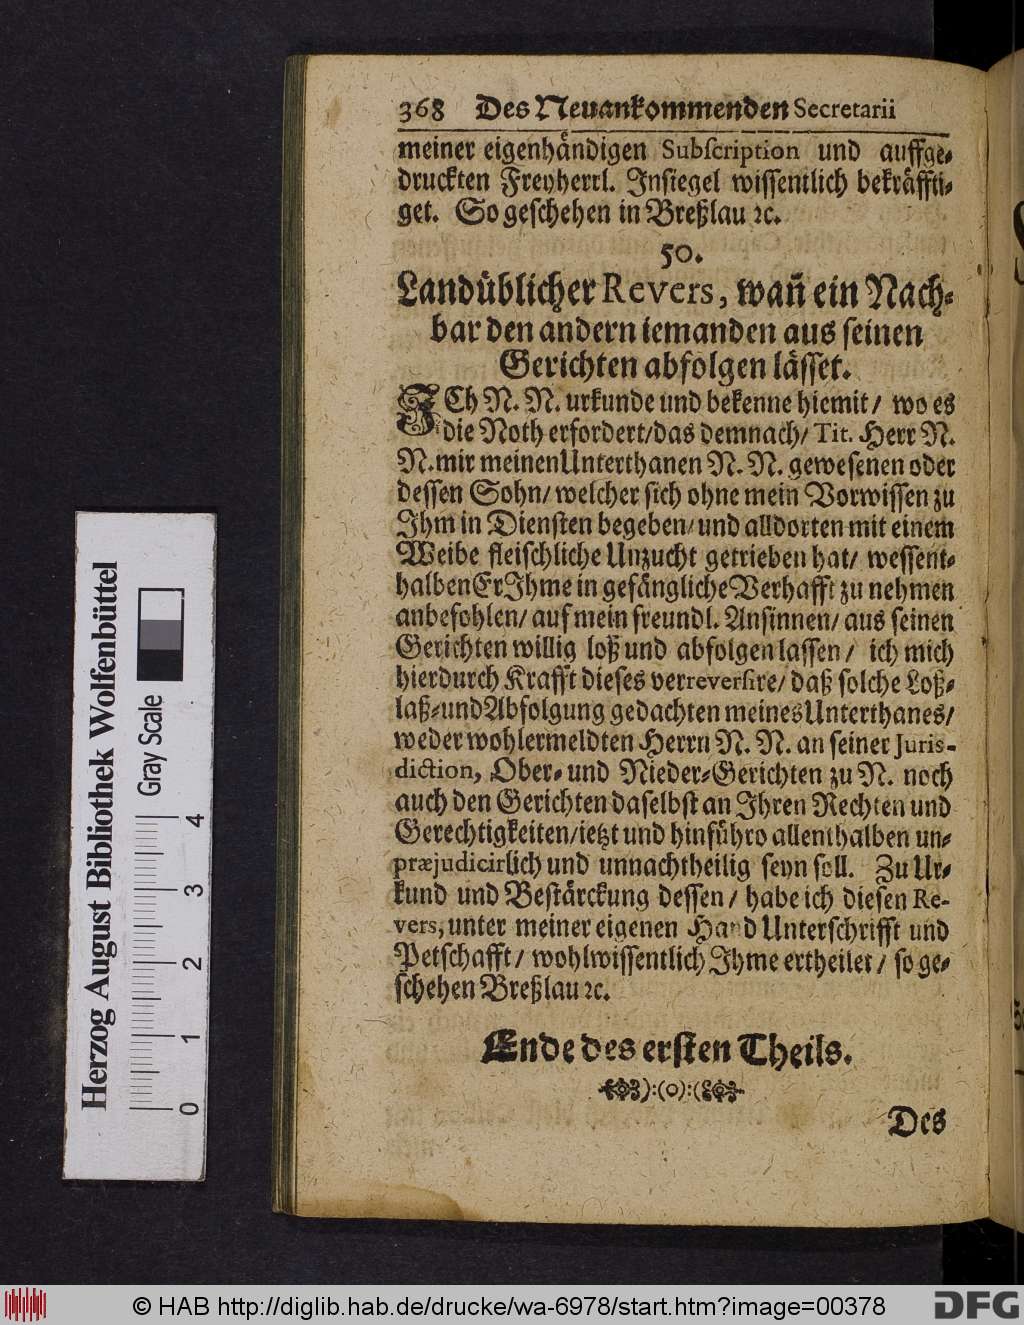 368 Des Neuankommenden Secretarii
meiner eigenhändigen Subscription und auffge-
druckten Freyherrl. Insiegel wissentlich bekräffti-
get. So geschehen in Breßlau ꝛc.
50.
Landüblicher Revers, wañ ein Nach-
bar den andern iemanden aus seinen
Gerichten abfolgen lässet.
ICh N. N. urkunde und bekenne hiemit/ wo es
die Noth erfordert/ das demnach/ Tit. Herr N.
N. mir meinen Unterthanen N. N. gewesenen oder
dessen Sohn/ welcher sich ohne mein Vorwissen zu
Ihm in Diensten begeben/ und alldorten mit einem
Weibe fleischliche Unzucht getrieben hat/ wessent-
halben Er Ihme in gefängliche Verhafft zu nehmen
anbefohlen/ auf mein freundl. Ansinnen/ aus seinen
Gerichten willig loß und abfolgen lassen/ ich mich
hierdurch Krafft dieses verreversire/ daß solche Loß-
laß- und Abfolgung gedachten meines Unterthanes/
weder wohlermeldten Herrn N. N. an seiner Juris-
diction, Ober- und Nieder-Gerichten zu N. noch
auch den Gerichten daselbst an Ihren Rechten und
Gerechtigkeiten/ ietzt und hinführo allenthalben un-
præjudicirlich und unnachtheilig seyn soll. Zu Ur-
kund und Bestärckung dessen/ habe ich diesen Re-
vers, unter meiner eigenen Hand Unterschrifft und
Petschafft/ wohlwissentlich Ihme ertheilet/ so ge-
schehen Breßlau ꝛc.
Ende des ersten Theils.
):(o):(
Des
Herzog August Bibliothek Wolfenbüttel
Gray Scale
0 1 2 3 4
© HAB http://diglib.hab.de/drucke/wa-6978/start.htm?image=00378
DFG